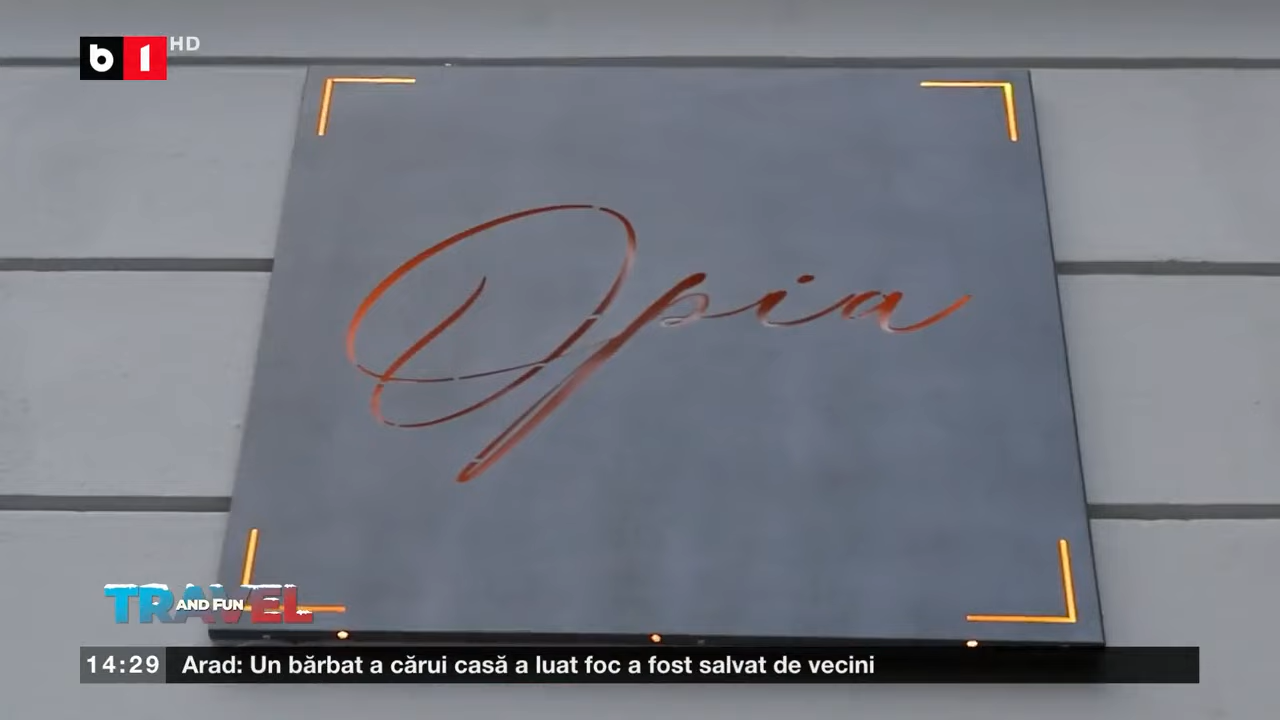 b1 HD
Opia
TRAVEL
AND FUN
14:29 Arad: Un bărbat a cărui casă a luat foc a fost salvat de vecini